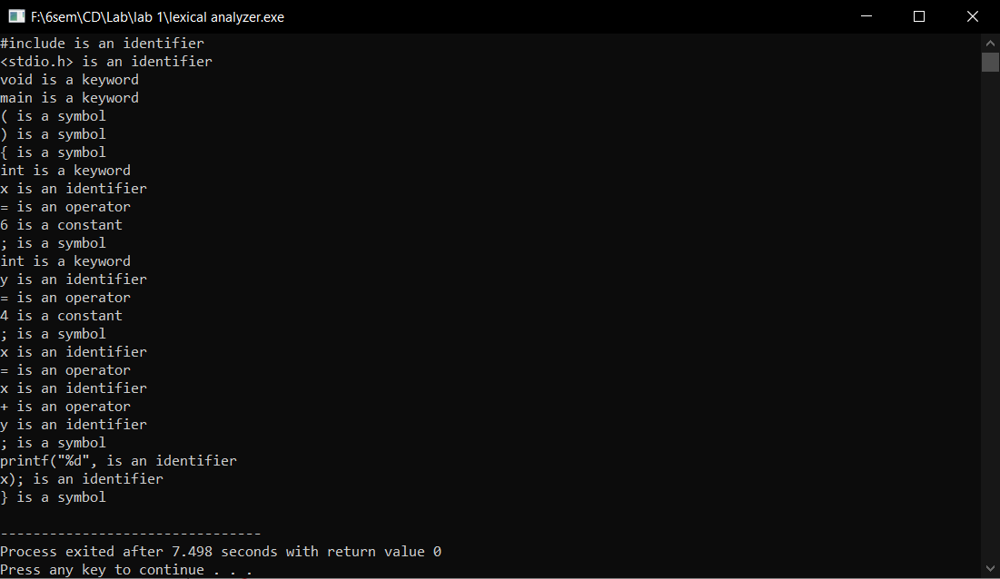 F:\6sem\CD\Lab\lab 1\lexical analyzer.exe
#include is an identifier
<stdio.h> is an identifier
void is a keyword
main is a keyword
( is a symbol
) is a symbol
{ is a symbol
int is a keyword
x is an identifier
= is an operator
6 is a constant
; is a symbol
int is a keyword
y is an identifier
= is an operator
4 is a constant
; is a symbol
x is an identifier
= is an operator
x is an identifier
+ is an operator
y is an identifier
; is a symbol
printf("%d", is an identifier
x); is an identifier
} is a symbol
--------------------------------
Process exited after 7.498 seconds with return value 0
Press any key to continue . . .